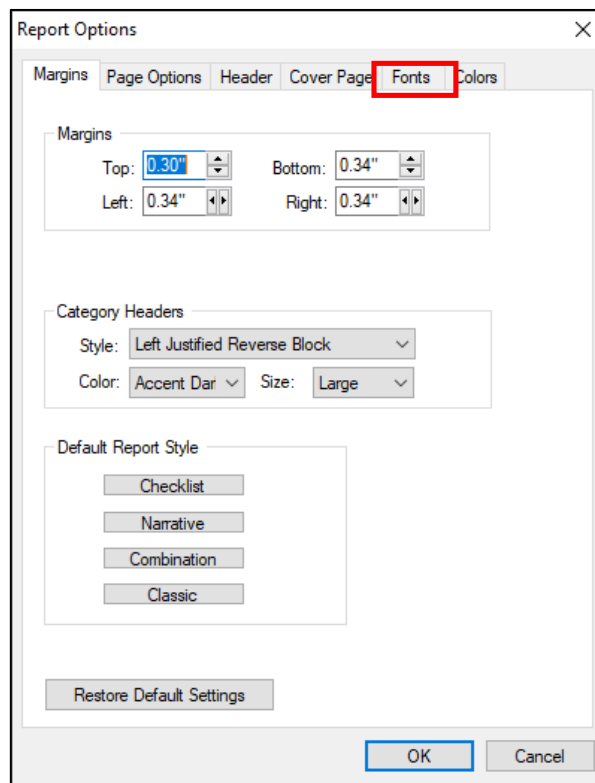 Report Options
Margins Page Options Header Cover Page Fonts Colors
Margins
Top: 0.30" Bottom: 0.34"
Left: 0.34" Right: 0.34"
Category Headers
Style: Left Justified Reverse Block
Color: Accent Dar Size: Large
Default Report Style
Checklist
Narrative
Combination
Classic
Restore Default Settings
OK Cancel